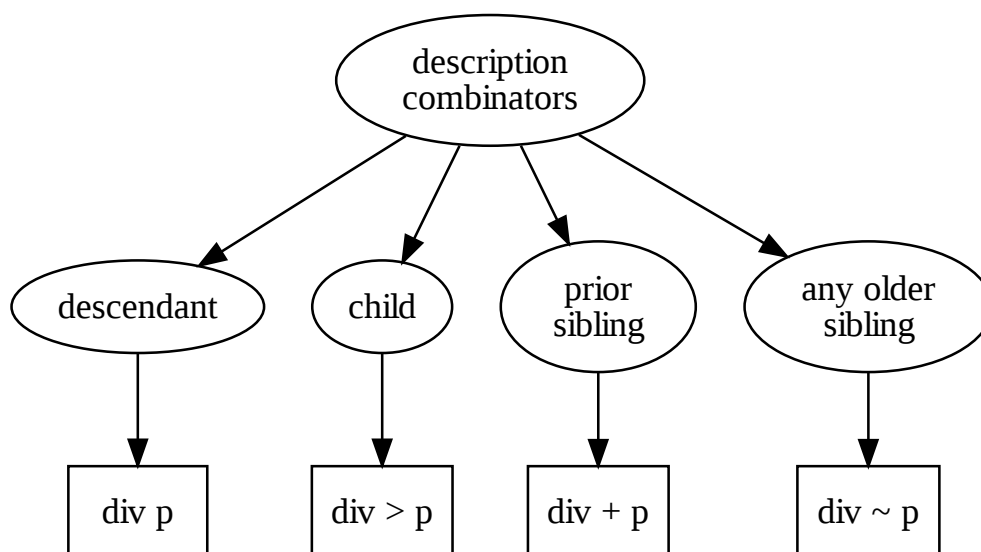 description
combinators
descendant
child
prior
sibling
any older
sibling
div p
div > p
div + p
div ~ p